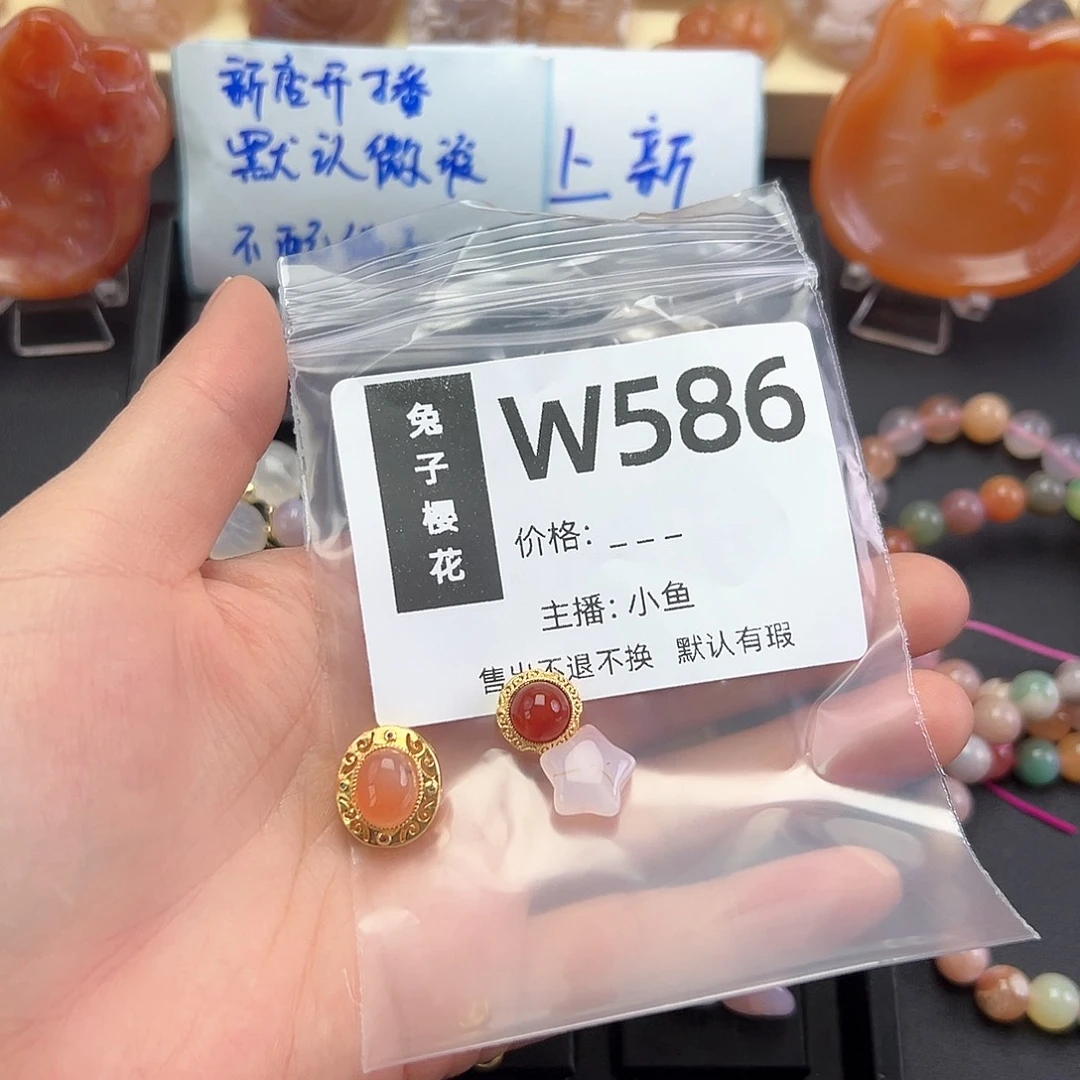 新店开播
默认微瑕
不
上新
兔子樱花
W586
价格: _ _ _
主播: 小鱼
售出不退不换 默认有瑕